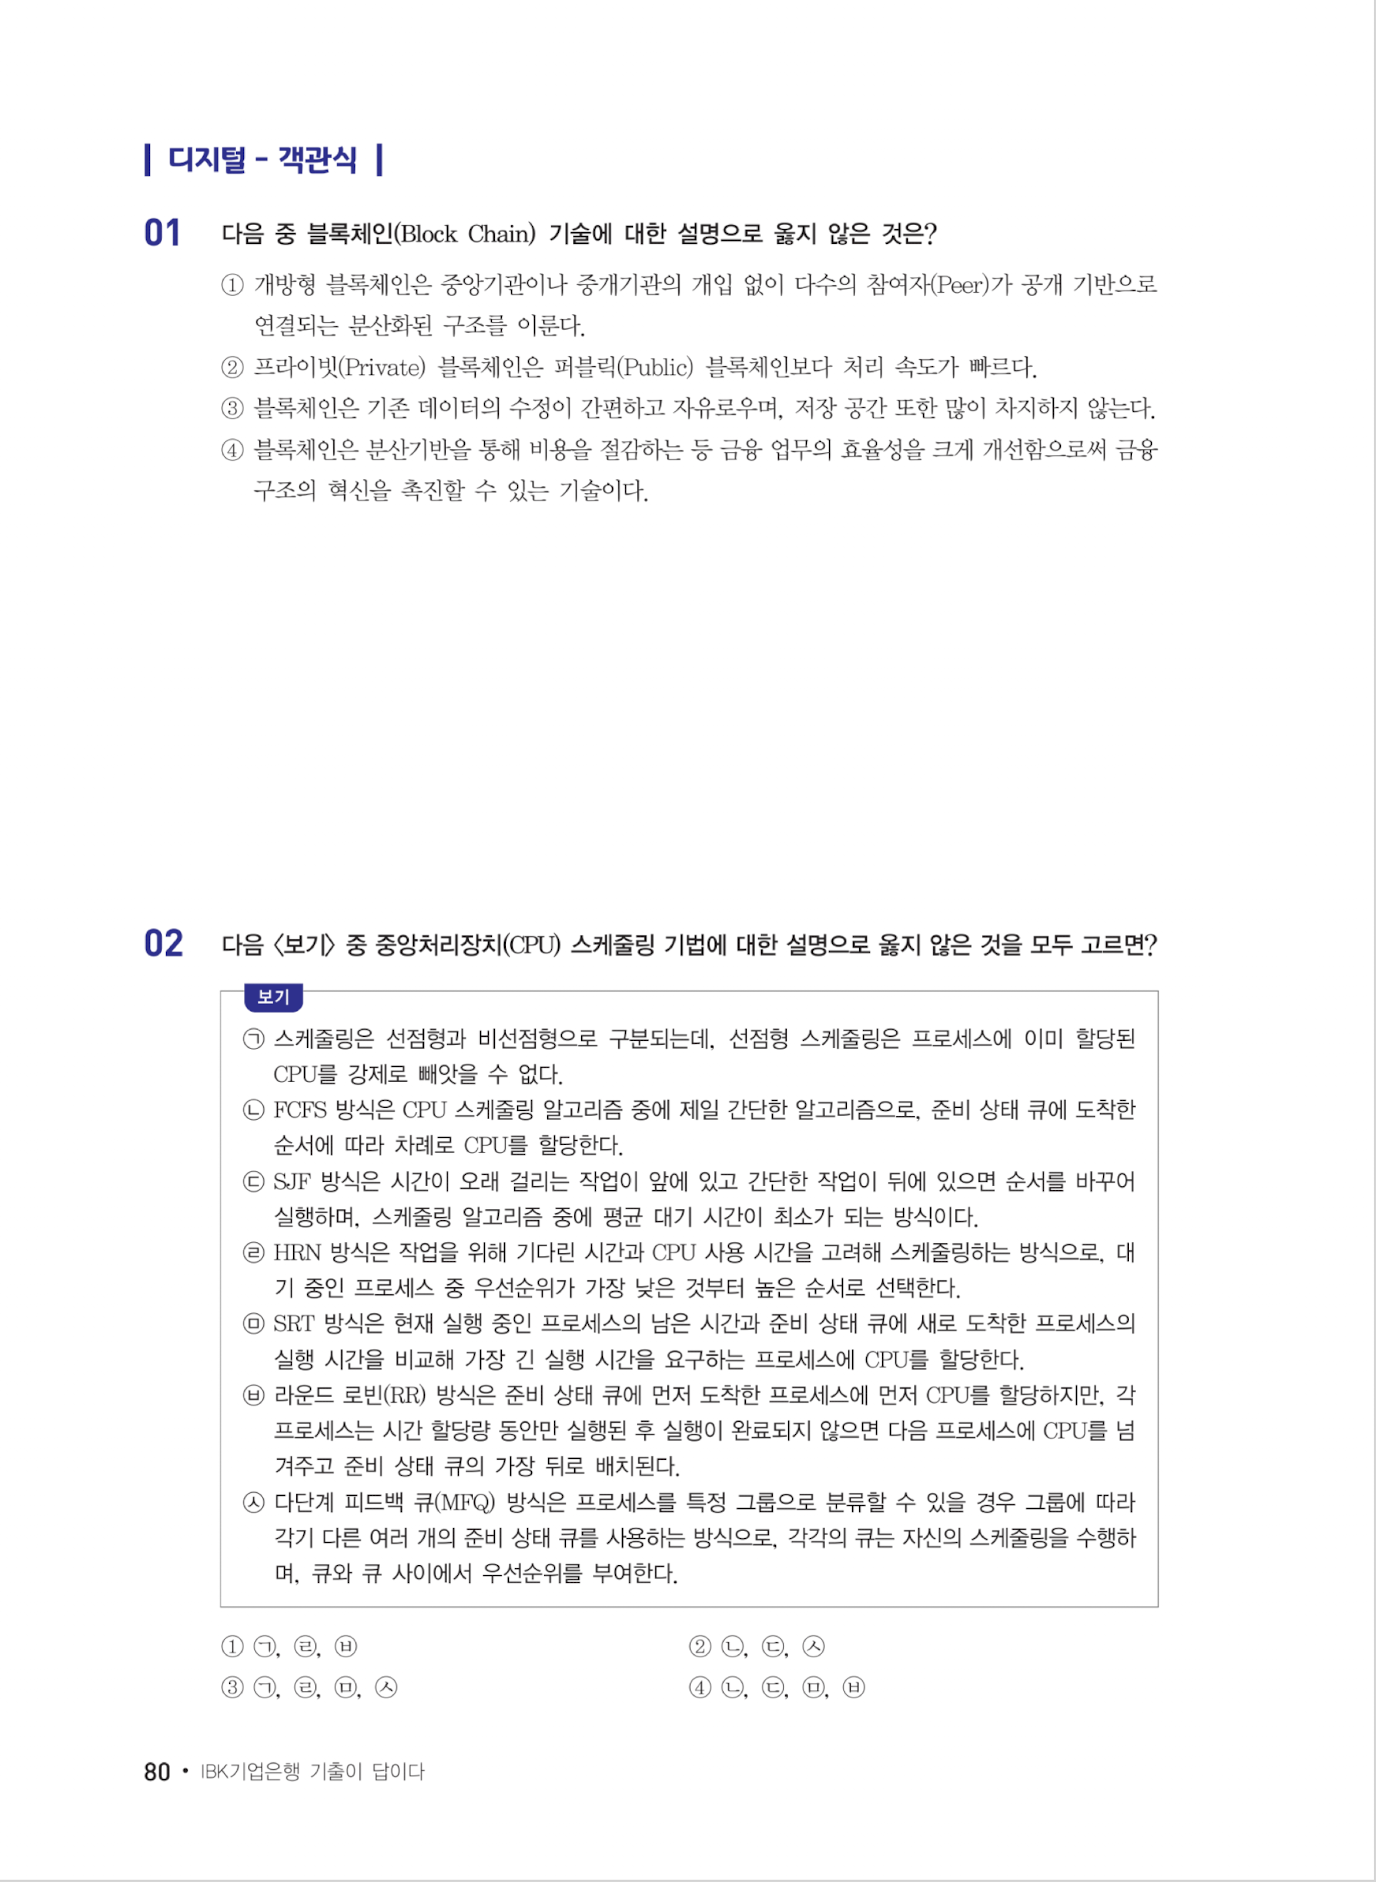 디지털 - 객관식
01 다음 중 블록체인(Block Chain) 기술에 대한 설명으로 옳지 않은 것은?
① 개방형 블록체인은 중앙기관이나 중개기관의 개입 없이 다수의 참여자(Peer)가 공개 기반으로
연결되는 분산화된 구조를 이룬다.
② 프라이빗(Private) 블록체인은 퍼블릭(Public) 블록체인보다 처리 속도가 빠르다.
③ 블록체인은 기존 데이터의 수정이 간편하고 자유로우며, 저장 공간 또한 많이 차지하지 않는다.
④ 블록체인은 분산기반을 통해 비용을 절감하는 등 금융 업무의 효율성을 크게 개선함으로써 금융
구조의 혁신을 촉진할 수 있는 기술이다.
02 다음 〈보기〉 중 중앙처리장치(CPU) 스케줄링 기법에 대한 설명으로 옳지 않은 것을 모두 고르면?
보기
㉠ 스케줄링은 선점형과 비선점형으로 구분되는데, 선점형 스케줄링은 프로세스에 이미 할당된
CPU를 강제로 빼앗을 수 없다.
㉡ FCFS 방식은 CPU 스케줄링 알고리즘 중에 제일 간단한 알고리즘으로, 준비 상태 큐에 도착한
순서에 따라 차례로 CPU를 할당한다.
㉢ SJF 방식은 시간이 오래 걸리는 작업이 앞에 있고 간단한 작업이 뒤에 있으면 순서를 바꾸어
실행하며, 스케줄링 알고리즘 중에 평균 대기 시간이 최소가 되는 방식이다.
㉣ HRN 방식은 작업을 위해 기다린 시간과 CPU 사용 시간을 고려해 스케줄링하는 방식으로, 대
기 중인 프로세스 중 우선순위가 가장 낮은 것부터 높은 순서로 선택한다.
㉤ SRT 방식은 현재 실행 중인 프로세스의 남은 시간과 준비 상태 큐에 새로 도착한 프로세스의
실행 시간을 비교해 가장 긴 실행 시간을 요구하는 프로세스에 CPU를 할당한다.
㉥ 라운드 로빈(RR) 방식은 준비 상태 큐에 먼저 도착한 프로세스에 먼저 CPU를 할당하지만, 각
프로세스는 시간 할당량 동안만 실행된 후 실행이 완료되지 않으면 다음 프로세스에 CPU를 넘
겨주고 준비 상태 큐의 가장 뒤로 배치된다.
㉦ 다단계 피드백 큐(MFQ) 방식은 프로세스를 특정 그룹으로 분류할 수 있을 경우 그룹에 따라
각기 다른 여러 개의 준비 상태 큐를 사용하는 방식으로, 각각의 큐는 자신의 스케줄링을 수행하
며, 큐와 큐 사이에서 우선순위를 부여한다.
① ㉠, ㉣, ㉥ ② ㉡, ㉢, ㉦
③ ㉠, ㉣, ㉤, ㉦ ④ ㉡, ㉢, ㉤, ㉥
80 • IBK기업은행 기출이 답이다